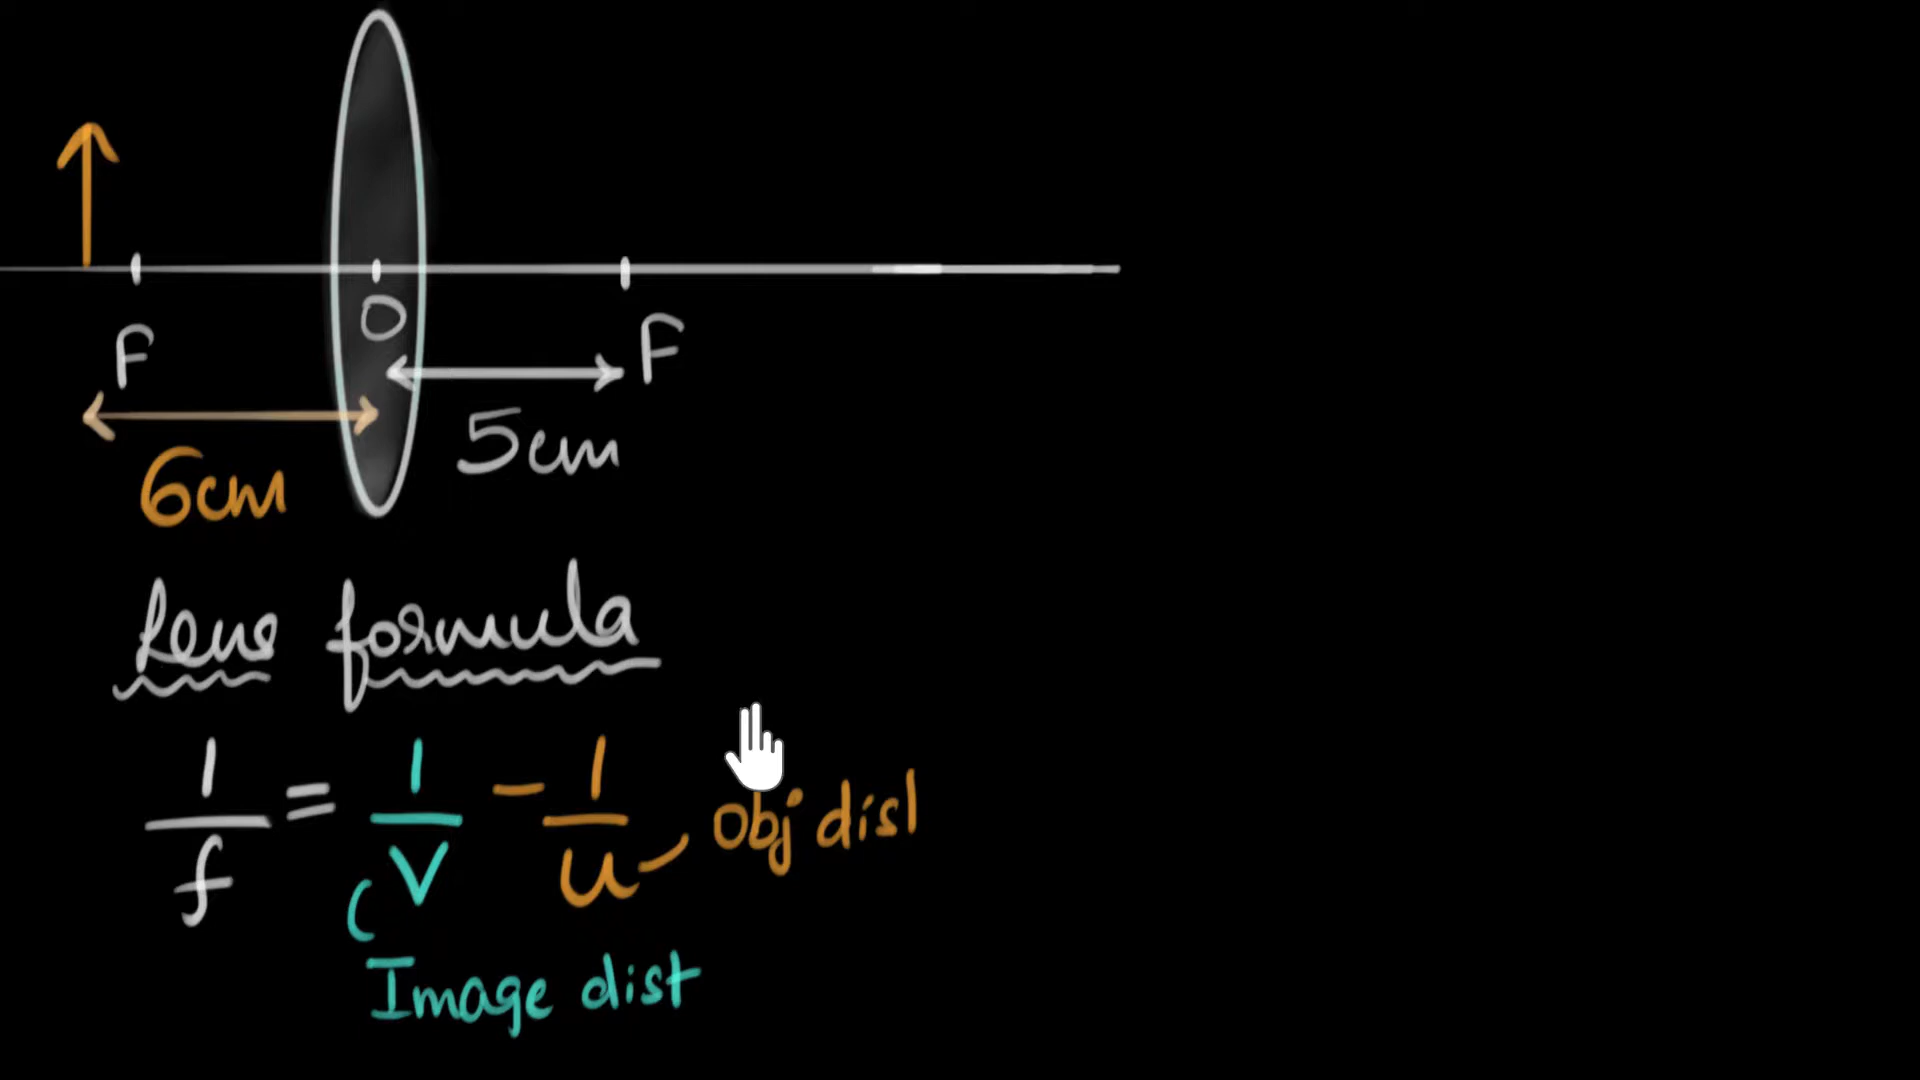 O
F
F
5cm
6cm
Lens formula
1/f = 1/v - 1/u
Obj dist
Image dist